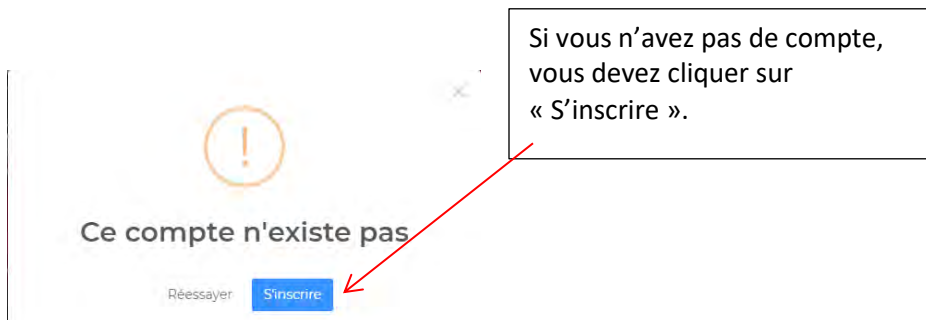 Si vous n’avez pas de compte,
vous devez cliquer sur
« S’inscrire ».
!
Ce compte n'existe pas
Réessayer S'inscrire